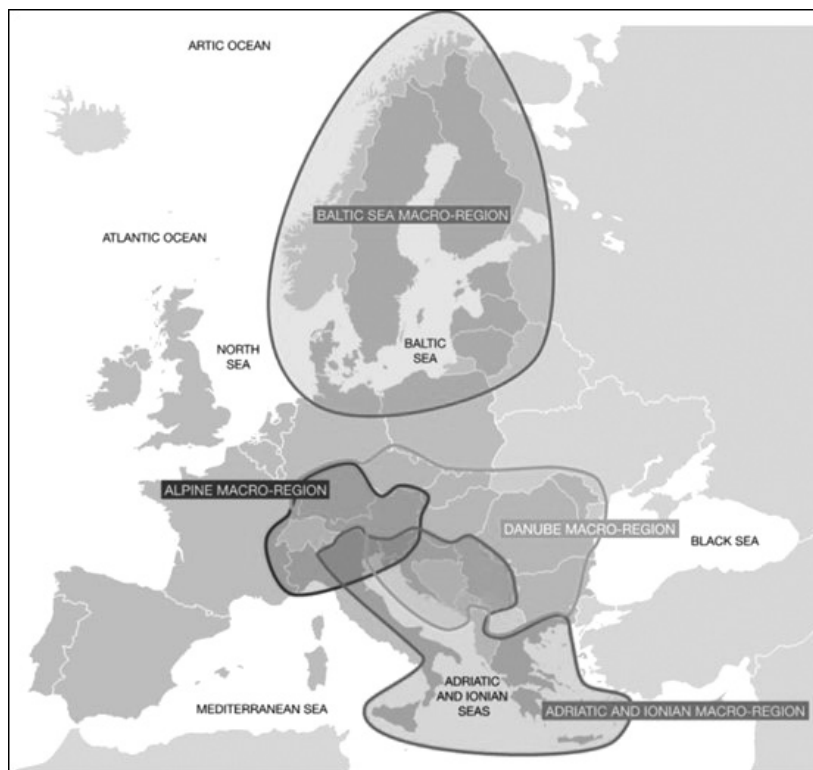 ARTIC OCEAN
BALTIC SEA MACRO-REGION
ATLANTIC OCEAN
NORTH
SEA
BALTIC
SEA
ALPINE MACRO-REGION
DANUBE MACRO-REGION
BLACK SEA
ADRIATIC
AND IONIAN
SEAS
MEDITERRANEAN SEA
ADRIATIC AND IONIAN MACRO-REGION